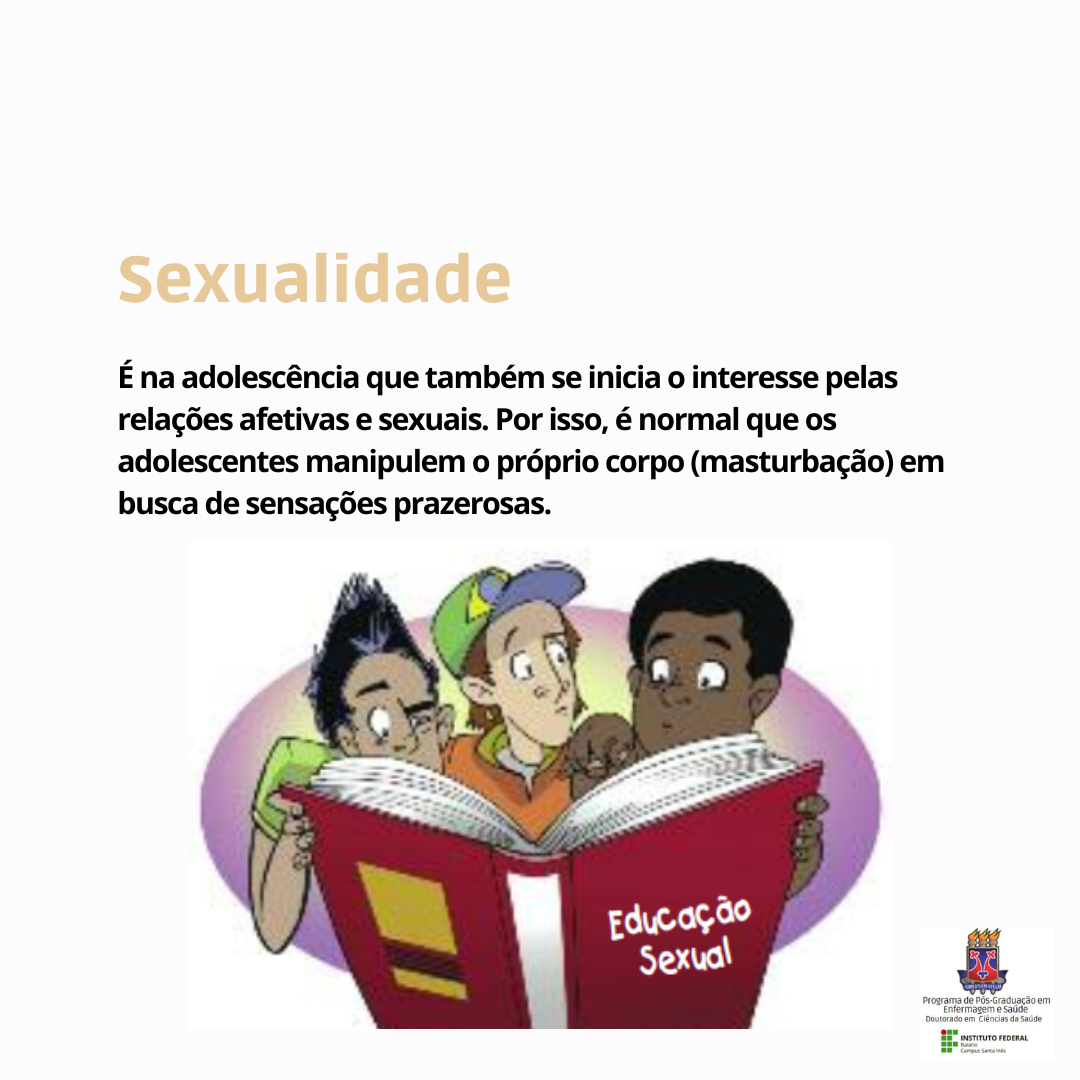 Sexualidade
É na adolescência que também se inicia o interesse pelas
relações afetivas e sexuais. Por isso, é normal que os
adolescentes manipulem o próprio corpo (masturbação) em
busca de sensações prazerosas.
Educação
Sexual
Programa de Pós-Graduação em
Enfermagem e Saúde
Doutorado em Ciências da Saúde
INSTITUTO FEDERAL
Baiano
Campus Santa Inês